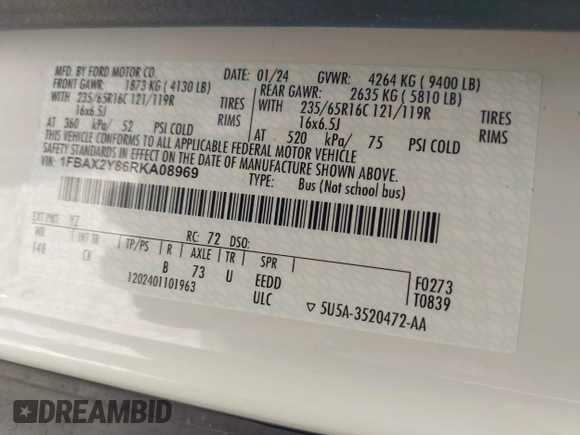 MFD. BY FORD MOTOR CO. DATE: 01/24 GVWR: 4264 KG ( 9400 LB)
FRONT GAWR: 1873 KG ( 4130 LB) REAR GAWR: 2635 KG ( 5810 LB)
WITH 235/65R16C 121/119R TIRES WITH 235/65R16C 121/119R TIRES
16x6.5J RIMS 16x6.5J RIMS
AT 360 kPa/ 52 PSI COLD AT 520 kPa/ 75 PSI COLD
THIS VEHICLE CONFORMS TO ALL APPLICABLE FEDERAL MOTOR VEHICLE
SAFETY STANDARDS IN EFFECT ON THE DATE OF MANUFACTURE SHOWN ABOVE.
VIN: 1FBAX2Y86RKA08969
TYPE: Bus (Not school bus)
EXT PNT: YZ RC: 72 DSO:
WB INT TR TP/PS R AXLE TR SPR
148 CK B 73 U EEDD F0273
1202401101963 ULC T0839
▽ 5U5A-3520472-AA
DREAMBID